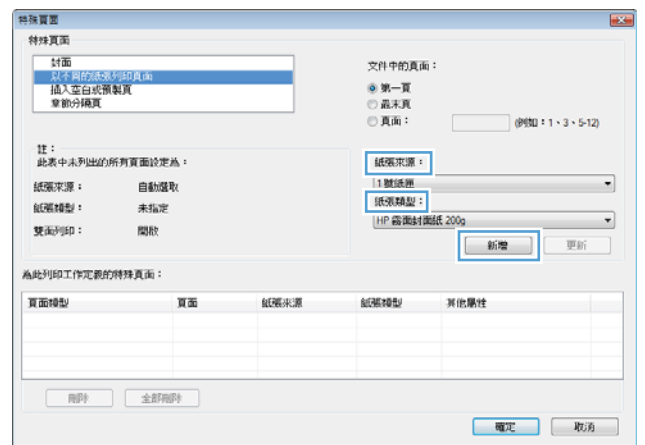 特殊頁面
特殊頁面
封面
以不同的紙張列印頁面
插入空白或預製頁
章節分隔頁
文件中的頁面：
第一頁
最末頁
頁面：
(例如：1、3、5-12)
註：
此表中未列出的所有頁面設定為：
紙張來源：
自動選取
紙張類型：
未指定
雙面列印：
開啟
紙張來源：
1 號紙匣
紙張類型：
HP 霧面封面紙 200g
新增
更新
為此列印工作定義的特殊頁面：
頁面類型
頁面
紙張來源
紙張類型
其他屬性
刪除
全部刪除
確定
取消